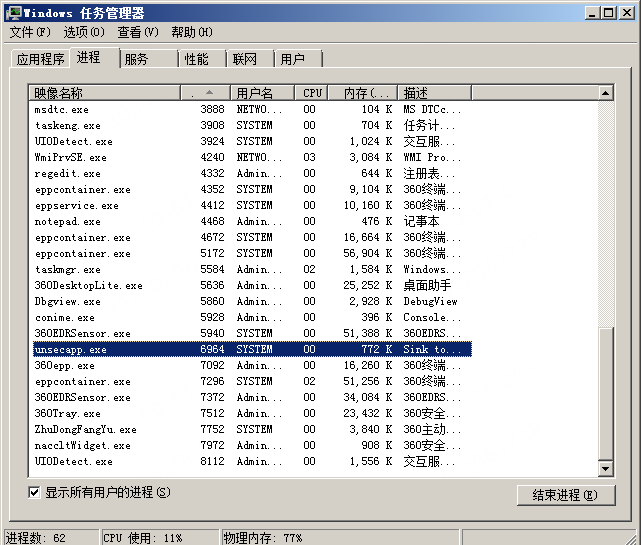 Windows 任务管理器
文件(F) 选项(O) 查看(V) 帮助(H)
应用程序 进程 服务 性能 联网 用户
映像名称 . 用户名 CPU 内存(... 描述
msdtc.exe 3888 NETWO... 00 104 K MS DTCc...
taskeng.exe 3908 SYSTEM 00 704 K 任务计...
UIODetect.exe 3924 SYSTEM 00 1,024 K 交互服...
WmiPrvSE.exe 4240 NETWO... 03 3,084 K WMI Pro...
regedit.exe 4332 Admin... 00 644 K 注册表...
eppcontainer.exe 4352 SYSTEM 00 9,104 K 360终端...
eppservice.exe 4412 SYSTEM 00 10,160 K 360终端...
notepad.exe 4468 Admin... 00 476 K 记事本
eppcontainer.exe 4672 SYSTEM 00 16,664 K 360终端...
eppcontainer.exe 5172 SYSTEM 00 56,904 K 360终端...
taskmgr.exe 5584 Admin... 02 1,584 K Windows...
360DesktopLite.exe 5636 Admin... 00 25,252 K 桌面助手
Dbgview.exe 5860 Admin... 00 2,928 K DebugView
conime.exe 5928 Admin... 00 396 K Console...
360EDRSensor.exe 5940 SYSTEM 00 51,388 K 360EDRS...
unsecapp.exe 6964 SYSTEM 00 772 K Sink to...
360epp.exe 7092 Admin... 00 16,260 K 360终端...
eppcontainer.exe 7296 SYSTEM 02 51,256 K 360终端...
360EDRSensor.exe 7372 Admin... 00 34,084 K 360EDRS...
360Tray.exe 7512 Admin... 00 23,432 K 360安全...
ZhuDongFangYu.exe 7752 SYSTEM 00 3,840 K 360主动...
naccltWidget.exe 7972 Admin... 00 908 K 360安全...
UIODetect.exe 8112 Admin... 00 1,556 K 交互服...
显示所有用户的进程(S) 结束进程(E)
进程数: 62 CPU 使用: 11% 物理内存: 77%